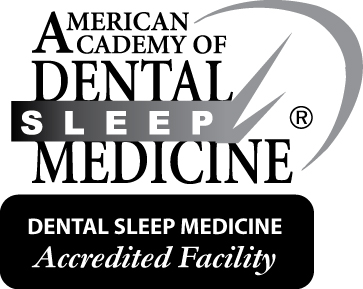 AMERICAN
ACADEMY OF
DENTAL
SLEEP
MEDICINE
®
DENTAL SLEEP MEDICINE
Accredited Facility